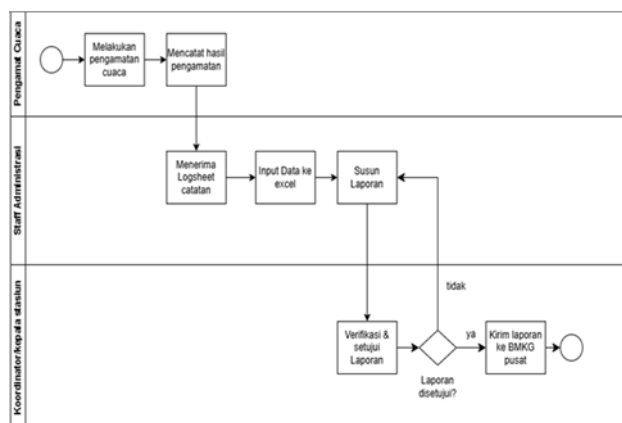 Pengamat Cuaca
Melakukan
pengamatan
cuaca
Mencatat hasil
pengamatan
Staff Administrasi
Menerima
Logsheet
catatan
Input Data ke
excel
Susun
Laporan
Koordinator/kepala stasiun
tidak
Verifikasi &
setujui
Laporan
ya
Laporan
disetujui?
Kirim laporan
ke BMKG
pusat